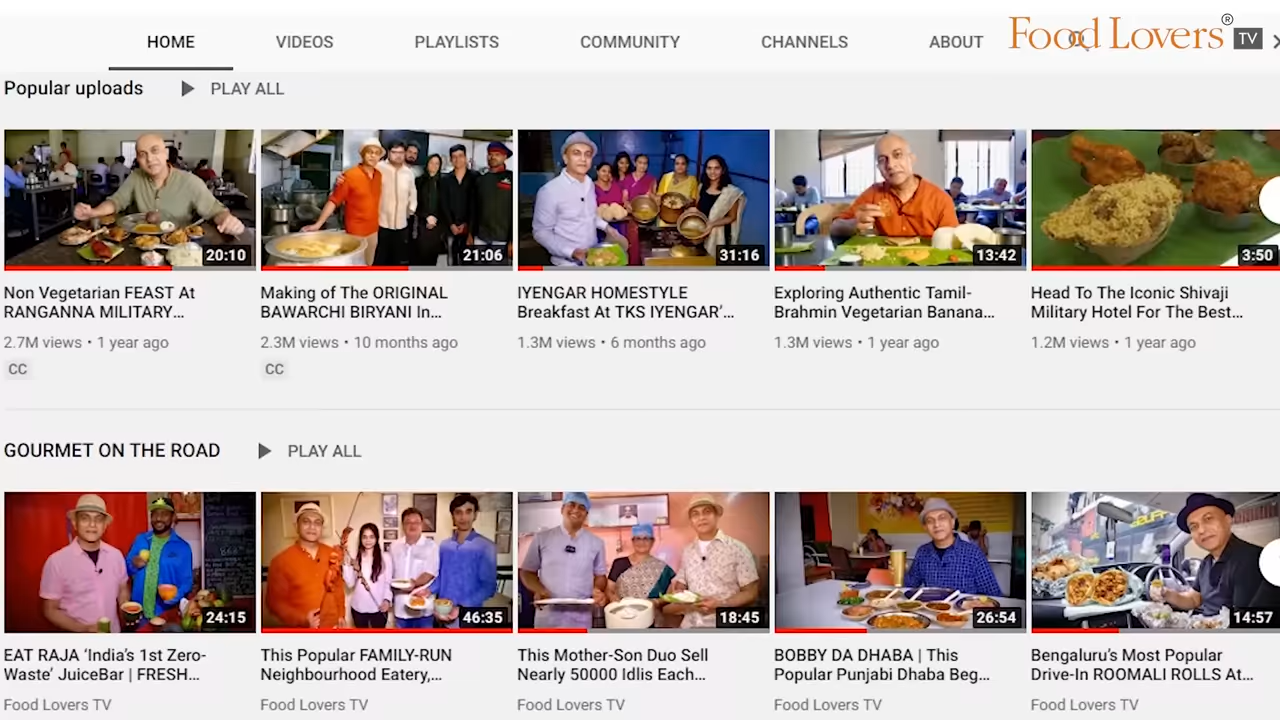 HOME
VIDEOS
PLAYLISTS
COMMUNITY
CHANNELS
ABOUT
Food Lovers®
TV
Popular uploads
PLAY ALL
20:10
21:06
31:16
13:42
3:50
Non Vegetarian FEAST At
RANGANNA MILITARY...
2.7M views • 1 year ago
CC
Making of The ORIGINAL
BAWARCHI BIRYANI In...
2.3M views • 10 months ago
CC
IYENGAR HOMESTYLE
Breakfast At TKS IYENGAR'...
1.3M views • 6 months ago
Exploring Authentic Tamil-
Brahmin Vegetarian Banana...
1.3M views • 1 year ago
Head To The Iconic Shivaji
Military Hotel For The Best...
1.2M views • 1 year ago
GOURMET ON THE ROAD
PLAY ALL
24:15
46:35
18:45
26:54
14:57
EAT RAJA ‘India’s 1st Zero-
Waste’ JuiceBar | FRESH...
Food Lovers TV
This Popular FAMILY-RUN
Neighbourhood Eatery,...
Food Lovers TV
This Mother-Son Duo Sell
Nearly 50000 Idlis Each...
Food Lovers TV
BOBBY DA DHABA | This
Popular Punjabi Dhaba Beg...
Food Lovers TV
Bengaluru’s Most Popular
Drive-In ROOMALI ROLLS At...
Food Lovers TV